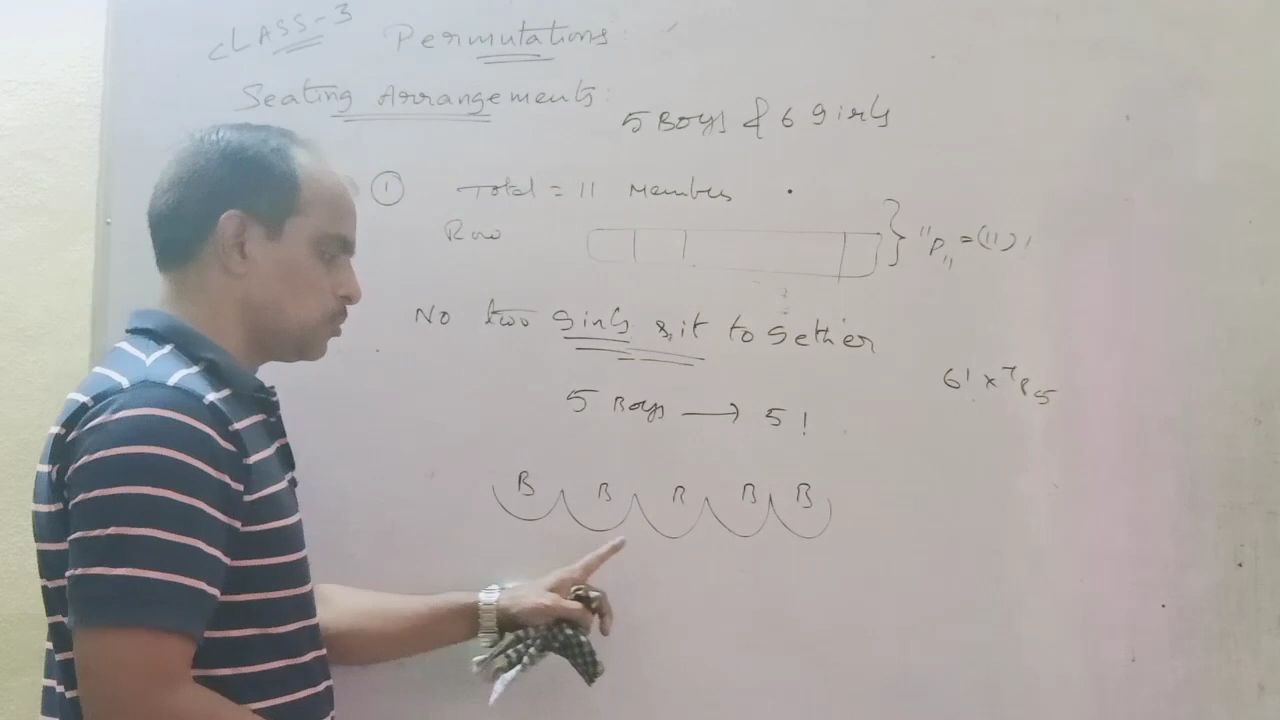 CLASS-3
Permutations:
Seating Arrangements:
5 Boys & 6 girls
① Total = 11 Members
Row } ¹¹P₁₁ = (11)!
No two girls sit together
6! × ⁷P₅
5 Boys → 5!
B B B B B